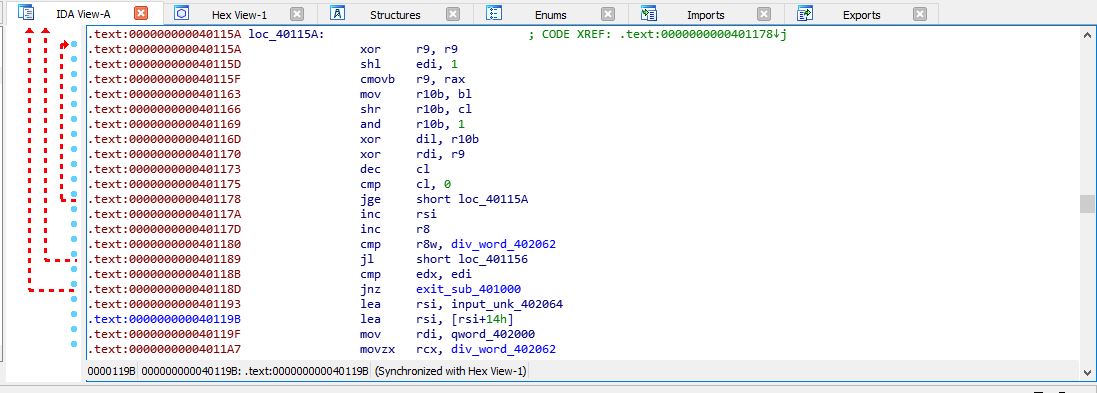 IDA View-A Hex View-1 Structures Enums Imports Exports
.text:000000000040115A loc_40115A: ; CODE XREF: .text:0000000000401178↓j
.text:000000000040115A xor r9, r9
.text:000000000040115D shl edi, 1
.text:000000000040115F cmovb r9, rax
.text:0000000000401163 mov r10b, bl
.text:0000000000401166 shr r10b, cl
.text:0000000000401169 and r10b, 1
.text:000000000040116D xor dil, r10b
.text:0000000000401170 xor rdi, r9
.text:0000000000401173 dec cl
.text:0000000000401175 cmp cl, 0
.text:0000000000401178 jge short loc_40115A
.text:000000000040117A inc rsi
.text:000000000040117D inc r8
.text:0000000000401180 cmp r8w, div_word_402062
.text:0000000000401189 jl short loc_401156
.text:000000000040118B cmp edx, edi
.text:000000000040118D jnz exit_sub_401000
.text:0000000000401193 lea rsi, input_unk_402064
.text:000000000040119B lea rsi, [rsi+14h]
.text:000000000040119F mov rdi, qword_402000
.text:00000000004011A7 movzx rcx, div_word_402062
0000119B 000000000040119B: .text:000000000040119B (Synchronized with Hex View-1)